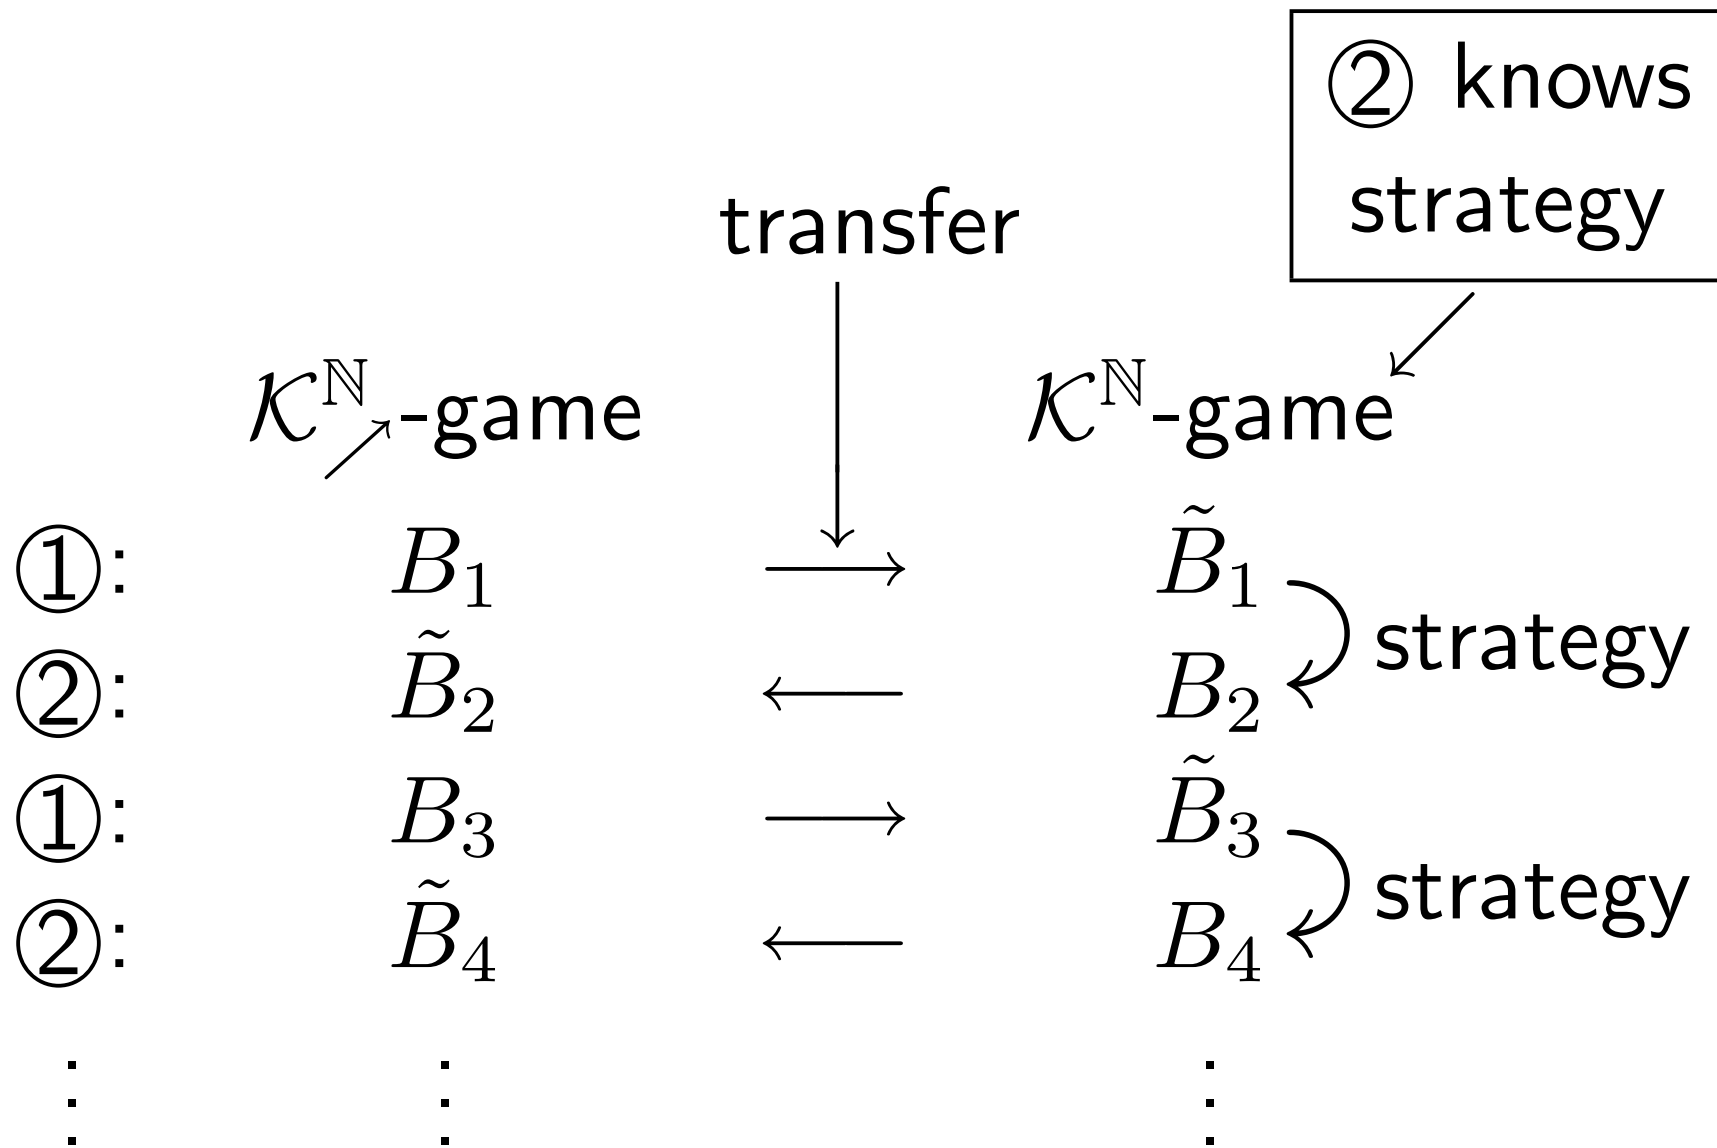 ② knows
strategy
transfer
𝒦^ℕ↗-game 𝒦^ℕ-game
①: B₁ → B̃₁
strategy
②: B̃₂ ← B₂
①: B₃ → B̃₃
strategy
②: B̃₄ ← B₄
⋮ ⋮ ⋮